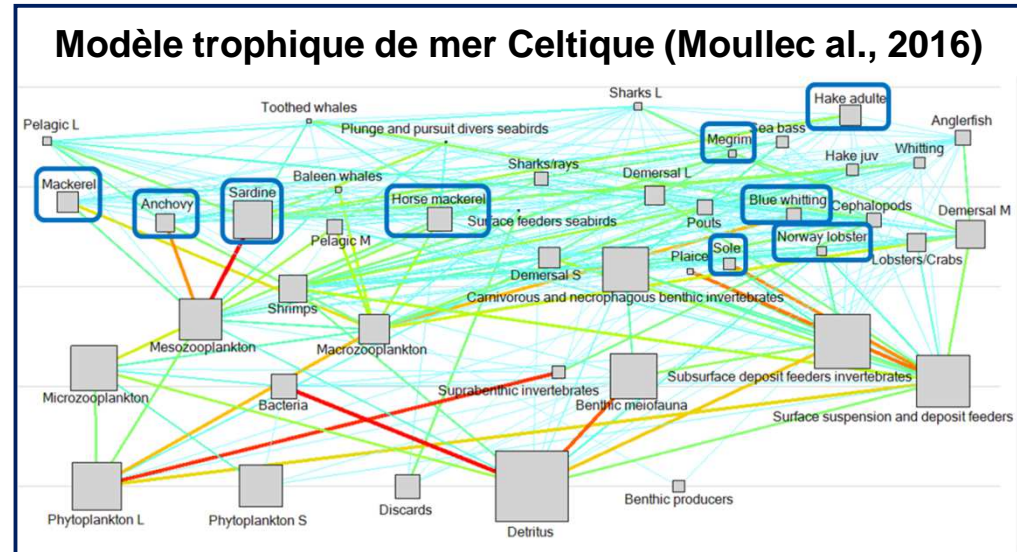 Modèle trophique de mer Celtique (Moullec al., 2016)
Pelagic L
Toothed whales
Plunge and pursuit divers seabirds
Sharks L
Hake adulte
Anglerfish
Sea bass
Megrim
Whitting
Hake juv
Sharks/rays
Baleen whales
Demersal L
Mackerel
Anchovy
Sardine
Horse mackerel
Surface feeders seabirds
Pelagic M
Pouts
Blue whitting
Cephalopods
Demersal M
Norway lobster
Lobsters/Crabs
Sole
Plaice
Demersal S
Carnivorous and necrophagous benthic invertebrates
Shrimps
Mesozooplankton
Macrozooplankton
Microzooplankton
Bacteria
Suprabenthic invertebrates
Benthic meiofauna
Subsurface deposit feeders invertebrates
Surface suspension and deposit feeders
Phytoplankton L
Phytoplankton S
Discards
Detritus
Benthic producers